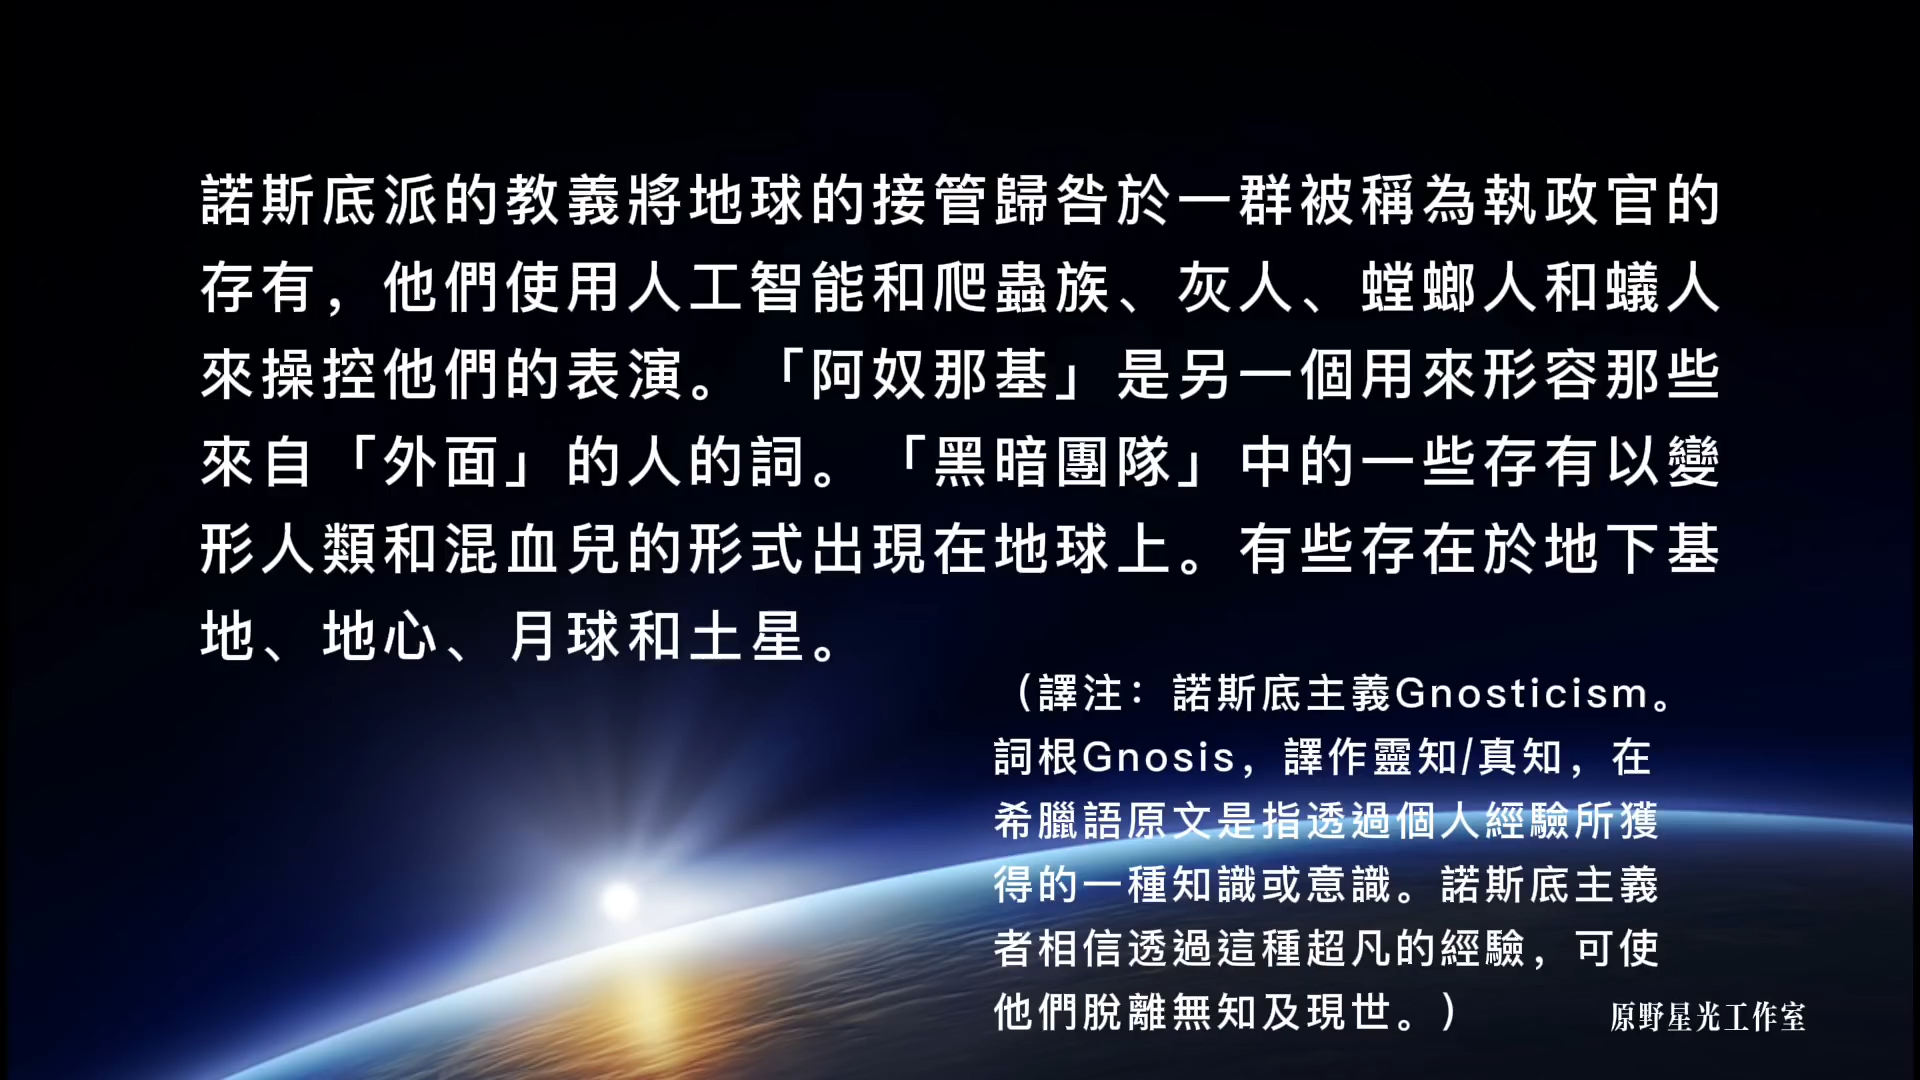 諾斯底派的教義將地球的接管歸咎於一群被稱為執政官的
存有，他們使用人工智能和爬蟲族、灰人、螳螂人和蟻人
來操控他們的表演。「阿奴那基」是另一個用來形容那些
來自「外面」的人的詞。「黑暗團隊」中的一些存有以變
形人類和混血兒的形式出現在地球上。有些存在於地下基
地、地心、月球和土星。
（譯注：諾斯底主義Gnosticism。
詞根Gnosis，譯作靈知/真知，在
希臘語原文是指透過個人經驗所獲
得的一種知識或意識。諾斯底主義
者相信透過這種超凡的經驗，可使
他們脫離無知及現世。）
原野星光工作室